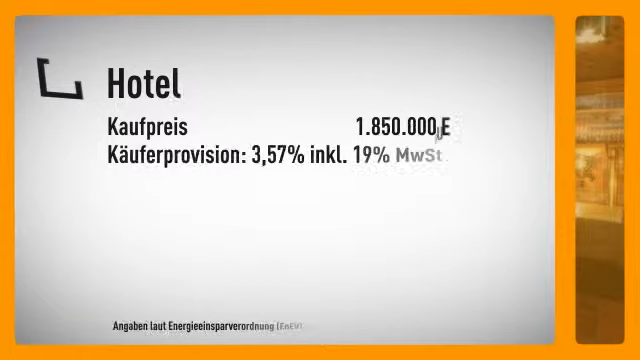 Hotel
Kaufpreis 1.850.000 E
Käuferprovision: 3,57% inkl. 19% MwSt.
Angaben laut Energieeinsparverordnung (EnEV)